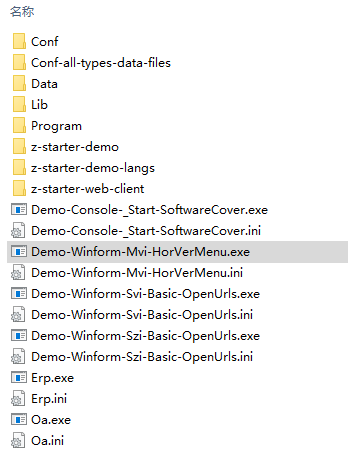 名称
Conf
Conf-all-types-data-files
Data
Lib
Program
z-starter-demo
z-starter-demo-langs
z-starter-web-client
Demo-Console-_Start-SoftwareCover.exe
Demo-Console-_Start-SoftwareCover.ini
Demo-Winform-Mvi-HorVerMenu.exe
Demo-Winform-Mvi-HorVerMenu.ini
Demo-Winform-Svi-Basic-OpenUrls.exe
Demo-Winform-Svi-Basic-OpenUrls.ini
Demo-Winform-Szi-Basic-OpenUrls.exe
Demo-Winform-Szi-Basic-OpenUrls.ini
Erp.exe
Erp.ini
Oa.exe
Oa.ini